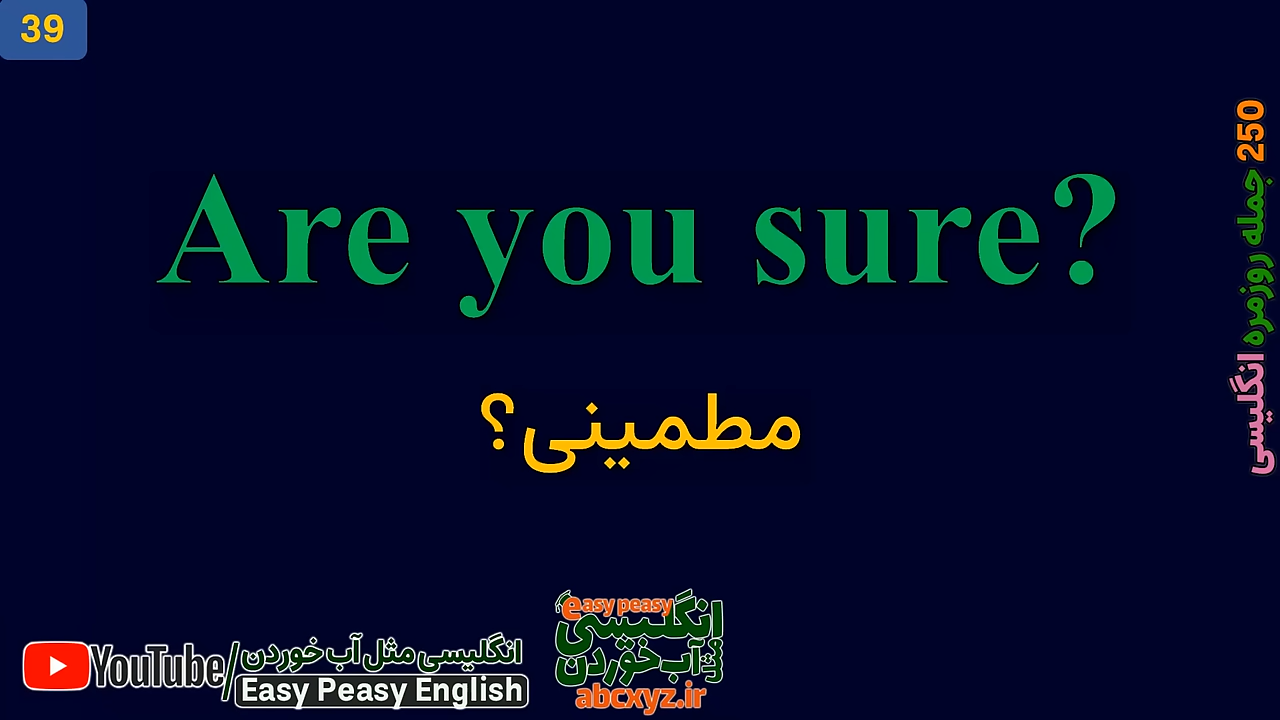 39
Are you sure?
مطمینی؟
250 جمله روزمره انگلیسی
YouTube/انگلیسی مثل آب خوردن
Easy Peasy English
easy peasy
انگلیسی
مثل آب خوردن
abcxyz.ir